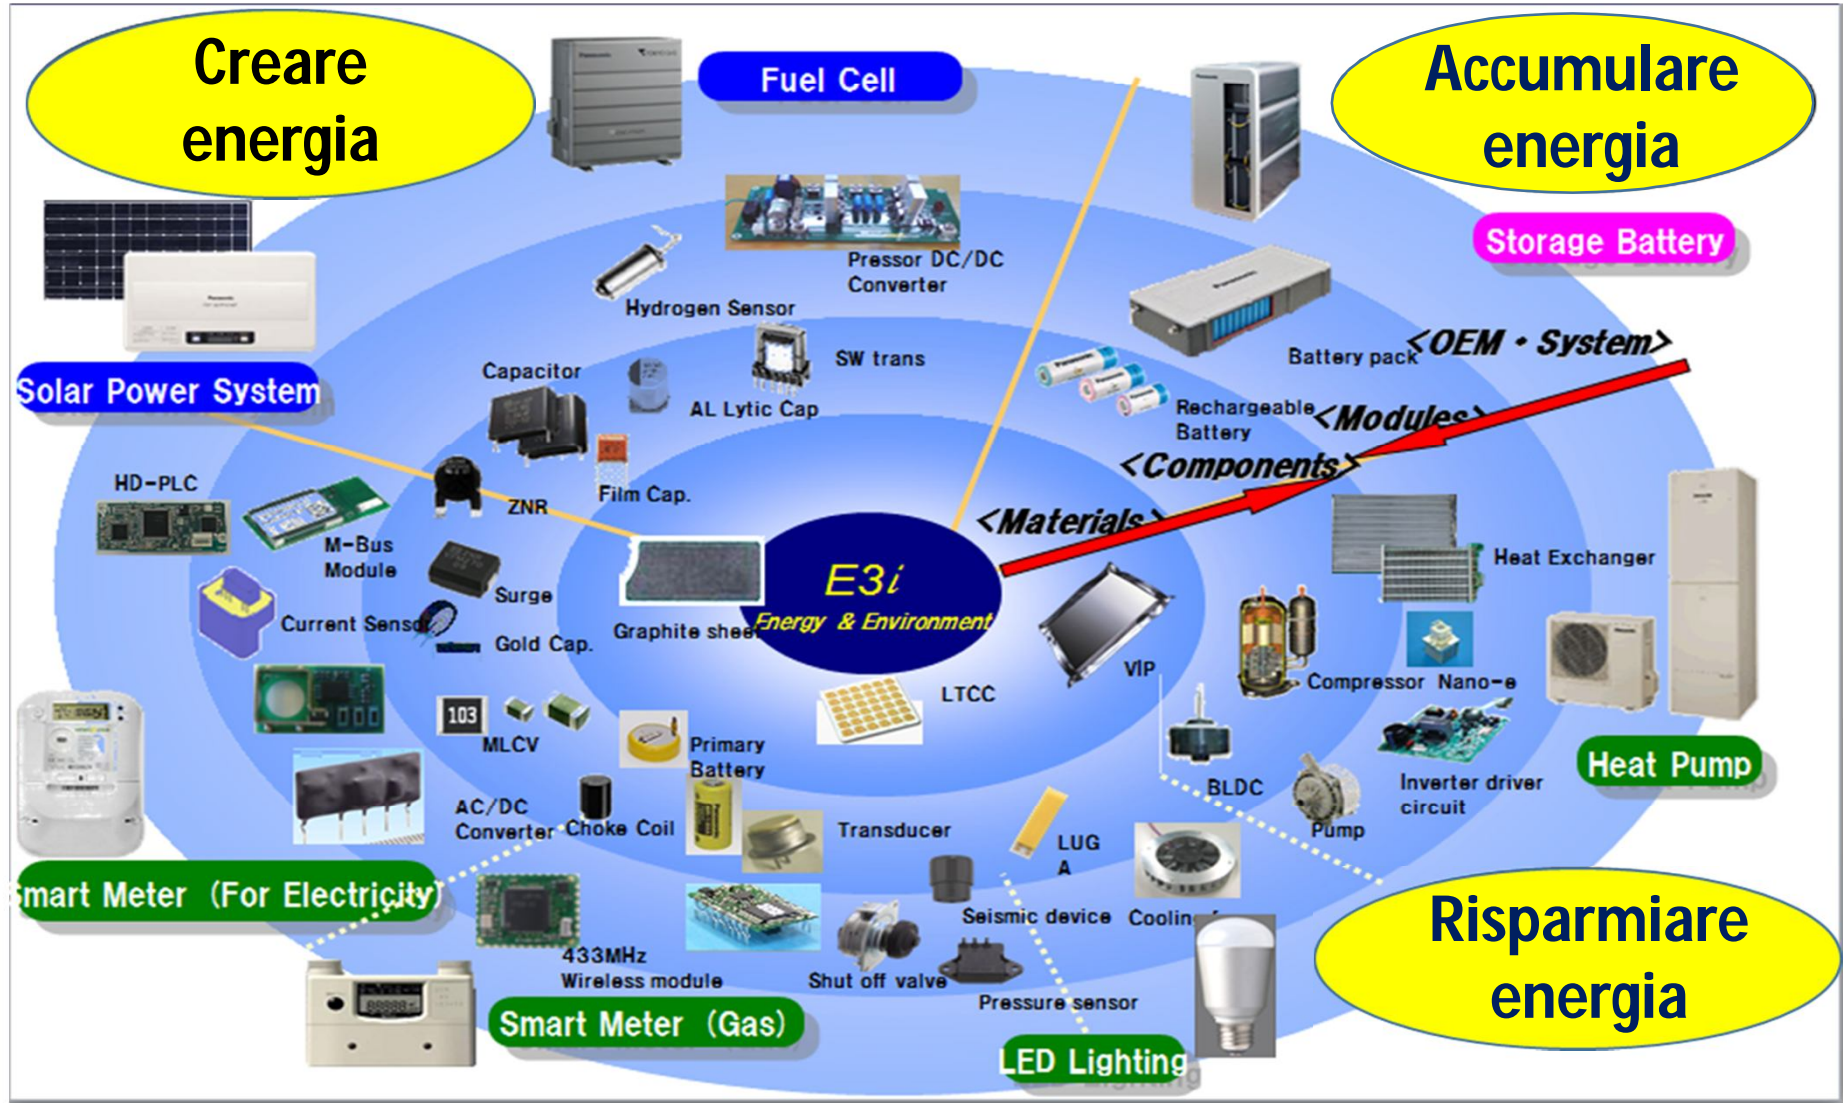 Creare
energia
Fuel Cell
Accumulare
energia
Storage Battery
Pressor DC/DC
Converter
Hydrogen Sensor
Panasonic
Battery pack
<OEM・System>
SW trans
Capacitor
AL Lytic Cap
Solar Power System
Rechargeable
Battery
<Modules>
<Components>
HD-PLC
ZNR
Film Cap.
<Materials>
M-Bus
Module
Heat Exchanger
E3i
Energy & Environment
Surge
Current Sensor
Gold Cap.
Graphite sheet
VIP
Compressor
Nano-e
LTCC
103
MLCV
Primary
Battery
BLDC
Inverter driver
circuit
Heat Pump
AC/DC
Converter
Choke Coil
Transducer
LUG
A
Pump
Smart Meter (For Electricity)
Seismic device
Cooling
433MHz
Wireless module
Shut off valve
Pressure sensor
Smart Meter (Gas)
LED Lighting
Risparmiare
energia